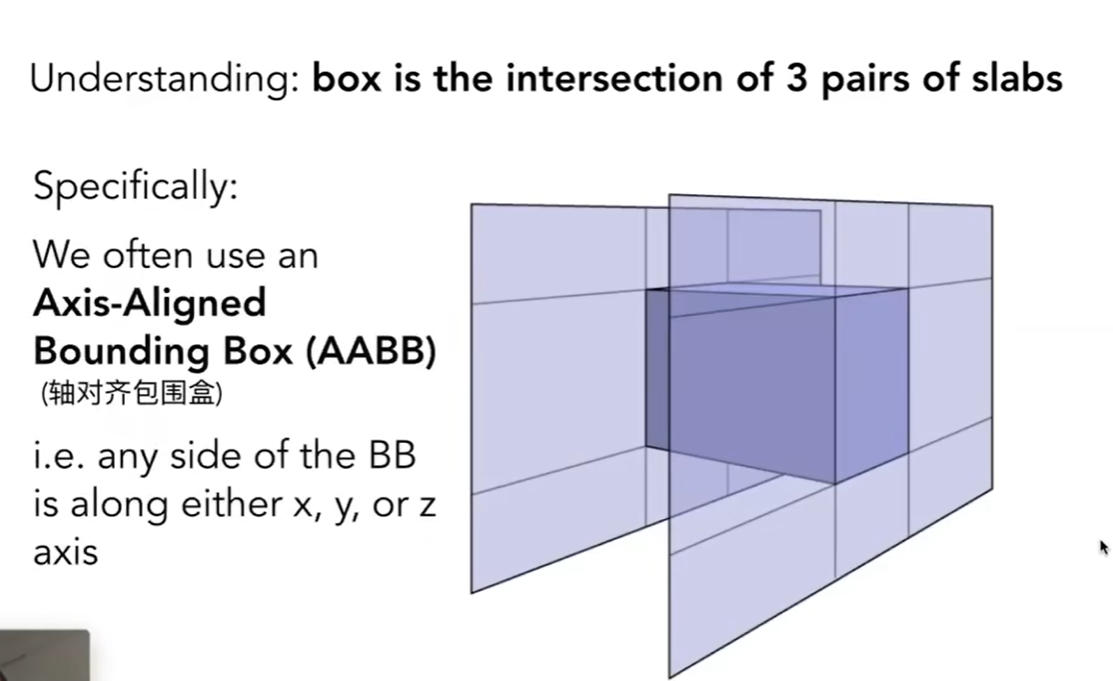 Understanding: box is the intersection of 3 pairs of slabs
Specifically:
We often use an
Axis-Aligned
Bounding Box (AABB)
(轴对齐包围盒)
i.e. any side of the BB
is along either x, y, or z
axis